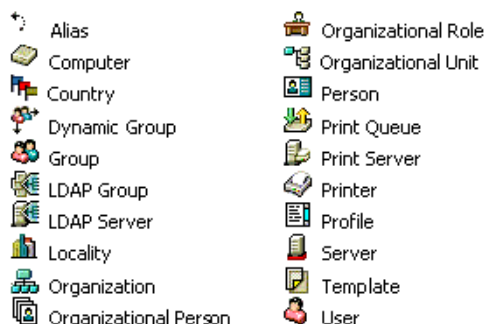 Alias
Computer
Country
Dynamic Group
Group
LDAP Group
LDAP Server
Locality
Organization
Organizational Person
Organizational Role
Organizational Unit
Person
Print Queue
Print Server
Printer
Profile
Server
Template
User